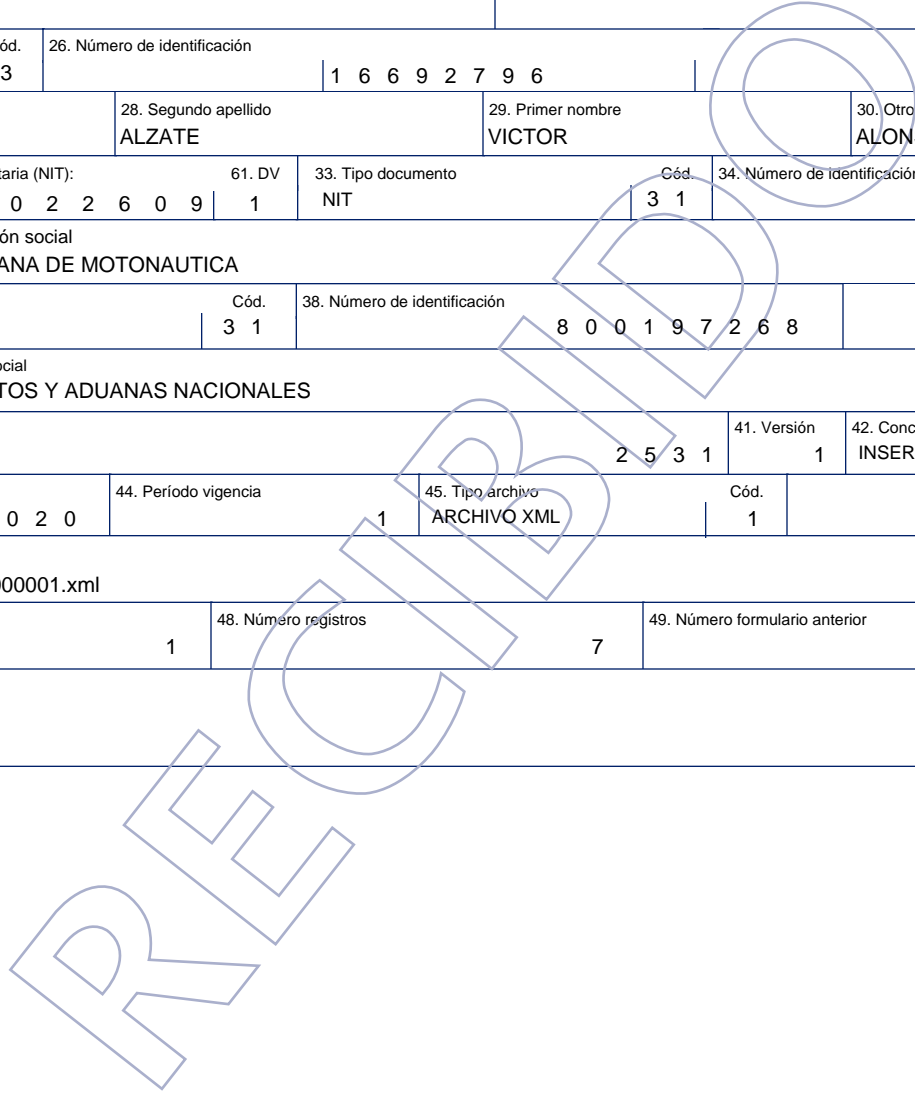 ód. 26. Número de identificación
3 1 6 6 9 2 7 9 6
28. Segundo apellido 29. Primer nombre 30. Otro
ALZATE VICTOR ALON
taria (NIT): 61. DV 33. Tipo documento Cód. 34. Número de identificación
0 2 2 6 0 9 1 NIT 3 1
ón social
ANA DE MOTONAUTICA
Cód. 38. Número de identificación
3 1 8 0 0 1 9 7 2 6 8
ocial
TOS Y ADUANAS NACIONALES
41. Versión 42. Conc
2 5 3 1 1 INSER
44. Período vigencia 45. Tipo archivo Cód.
0 2 0 1 ARCHIVO XML 1
000001.xml
48. Número registros 49. Número formulario anterior
1 7
RECIBIDO